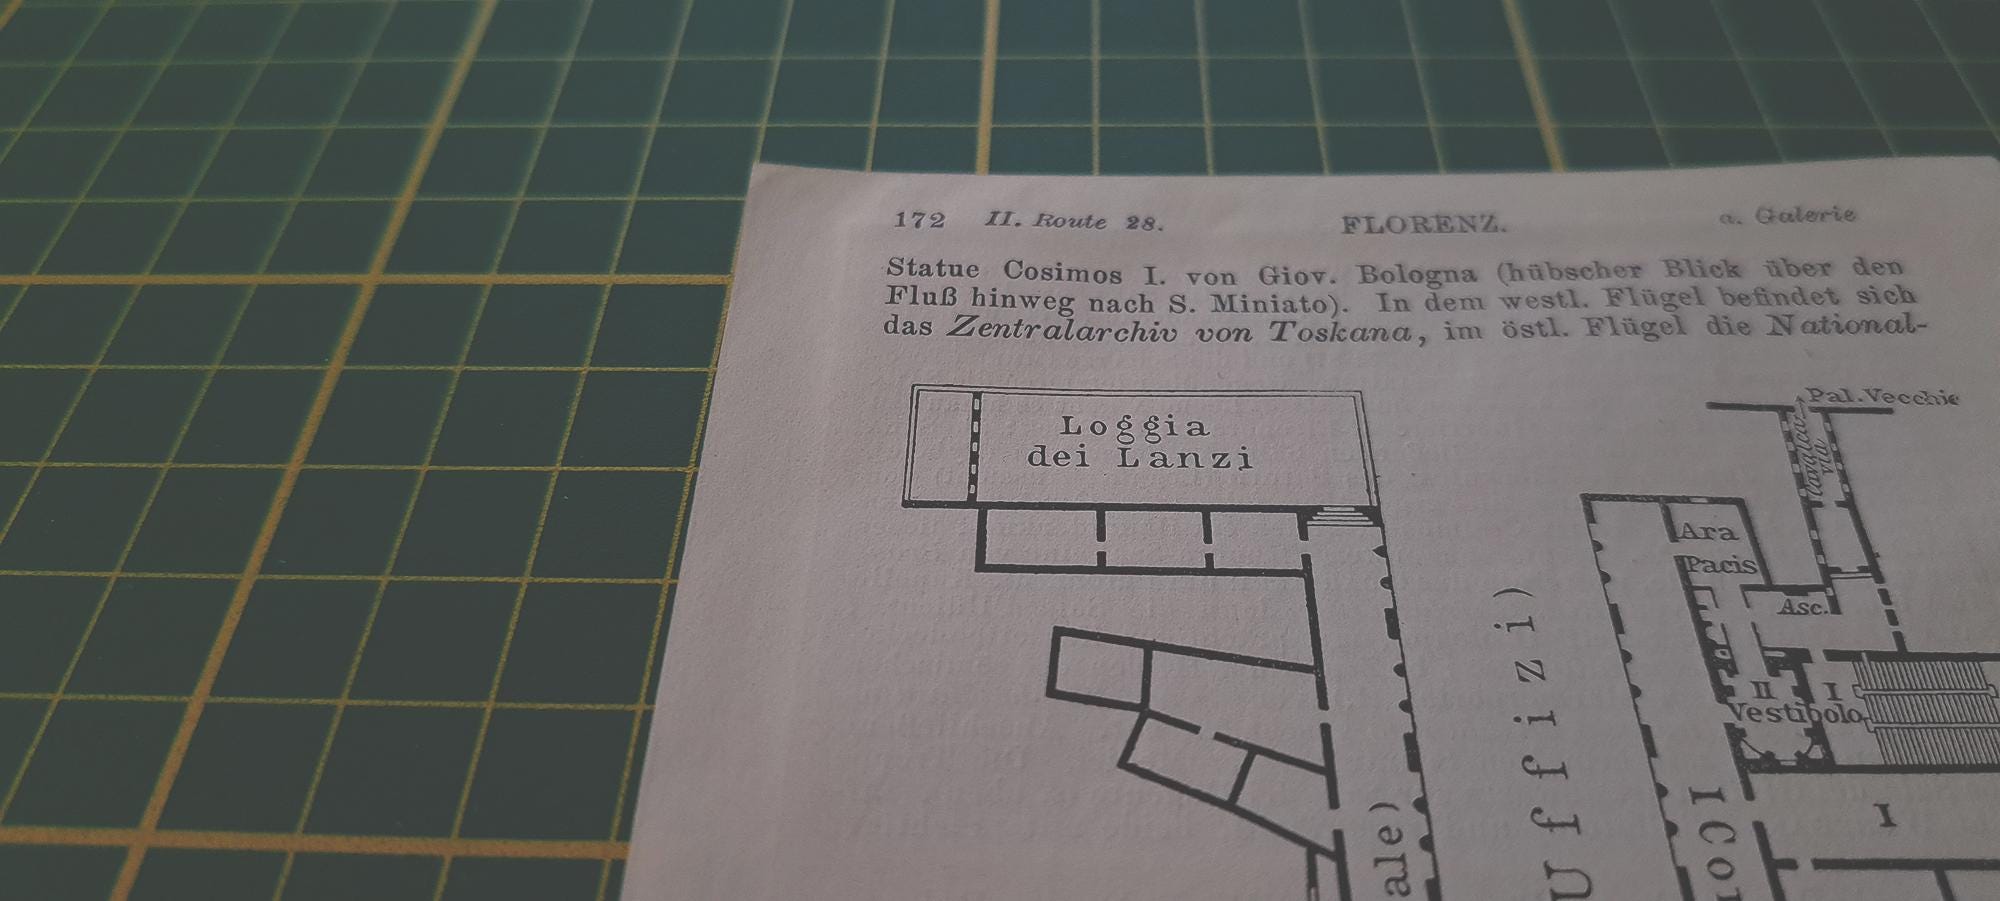 172 II. Route 28. FLORENZ. a. Galerie
Statue Cosimos I. von Giov. Bologna (hübscher Blick über den
Fluß hinweg nach S. Miniato). In dem westl. Flügel befindet sich
das Zentralarchiv von Toskana, im östl. Flügel die National-
Loggia
dei Lanzi
Pal.Vecchio
Ara
Pacis
Asc.
II
I
Vestibolo
I
Uffizi)
ale)
I Cor